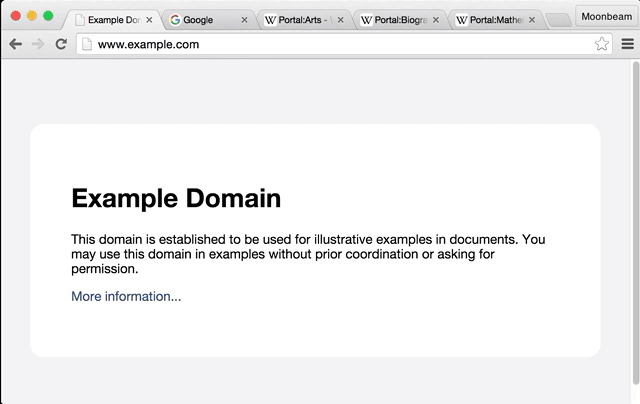 Example Do
Google
Portal:Arts -
Portal:Biogra
Portal:Mathe
Moonbeam
www.example.com
Example Domain
This domain is established to be used for illustrative examples in documents. You
may use this domain in examples without prior coordination or asking for
permission.
More information...